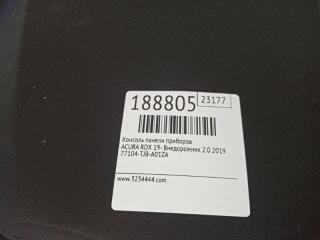 188805 23177
Консоль панели приборов
ACURA RDX 19- Внедорожник 2.0 2019
77104-TJB-A01ZA
www.3234444.com